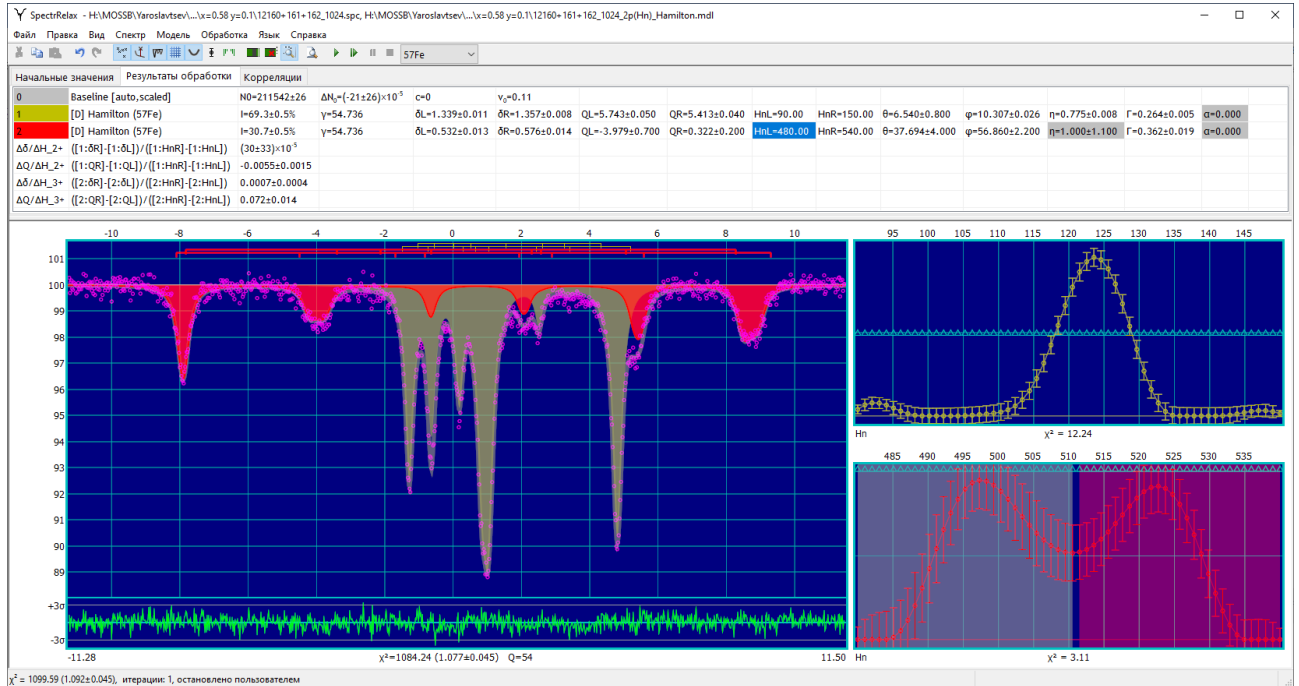 SpectrRelax - H:\MOSSB\Yaroslavtsev\...\x=0.58 y=0.1\12160+161+162_1024.spc, H:\MOSSB\Yaroslavtsev\...\x=0.58 y=0.1\12160+161+162_1024_2p(Hn)_Hamilton.mdl
Файл Правка Вид Спектр Модель Обработка Язык Справка
57Fe
Начальные значения Результаты обработки Корреляции
0 Baseline [auto,scaled] N0=211542±26 ΔN₀=(-21±26)×10⁻⁵ c=0 v₀=0.11
1 [D] Hamilton (57Fe) I=69.3±0.5% γ=54.736 δL=1.339±0.011 δR=1.357±0.008 QL=5.743±0.050 QR=5.413±0.040 HnL=90.00 HnR=150.00 θ=6.540±0.800 φ=10.307±0.026 η=0.775±0.008 Γ=0.264±0.005 α=0.000
2 [D] Hamilton (57Fe) I=30.7±0.5% γ=54.736 δL=0.532±0.013 δR=0.576±0.014 QL=-3.979±0.700 QR=0.322±0.200 HnL=480.00 HnR=540.00 θ=37.694±4.000 φ=56.860±2.200 η=1.000±1.100 Γ=0.362±0.019 α=0.000
Δδ/ΔH_2+ ([1:δR]-[1:δL])/([1:HnR]-[1:HnL]) (30±33)×10⁻⁵
ΔQ/ΔH_2+ ([1:QR]-[1:QL])/([1:HnR]-[1:HnL]) -0.0055±0.0015
Δδ/ΔH_3+ ([2:δR]-[2:δL])/([2:HnR]-[2:HnL]) 0.0007±0.0004
ΔQ/ΔH_3+ ([2:QR]-[2:QL])/([2:HnR]-[2:HnL]) 0.072±0.014
-10 -8 -6 -4 -2 0 2 4 6 8 10
101
100
99
98
97
96
95
94
93
92
91
90
89
+3σ
-3σ
-11.28 χ²=1084.24 (1.077±0.045) Q=54 11.50
95 100 105 110 115 120 125 130 135 140 145
Hn χ² = 12.24
485 490 495 500 505 510 515 520 525 530 535
Hn χ² = 3.11
χ² = 1099.59 (1.092±0.045), итерации: 1, остановлено пользователем